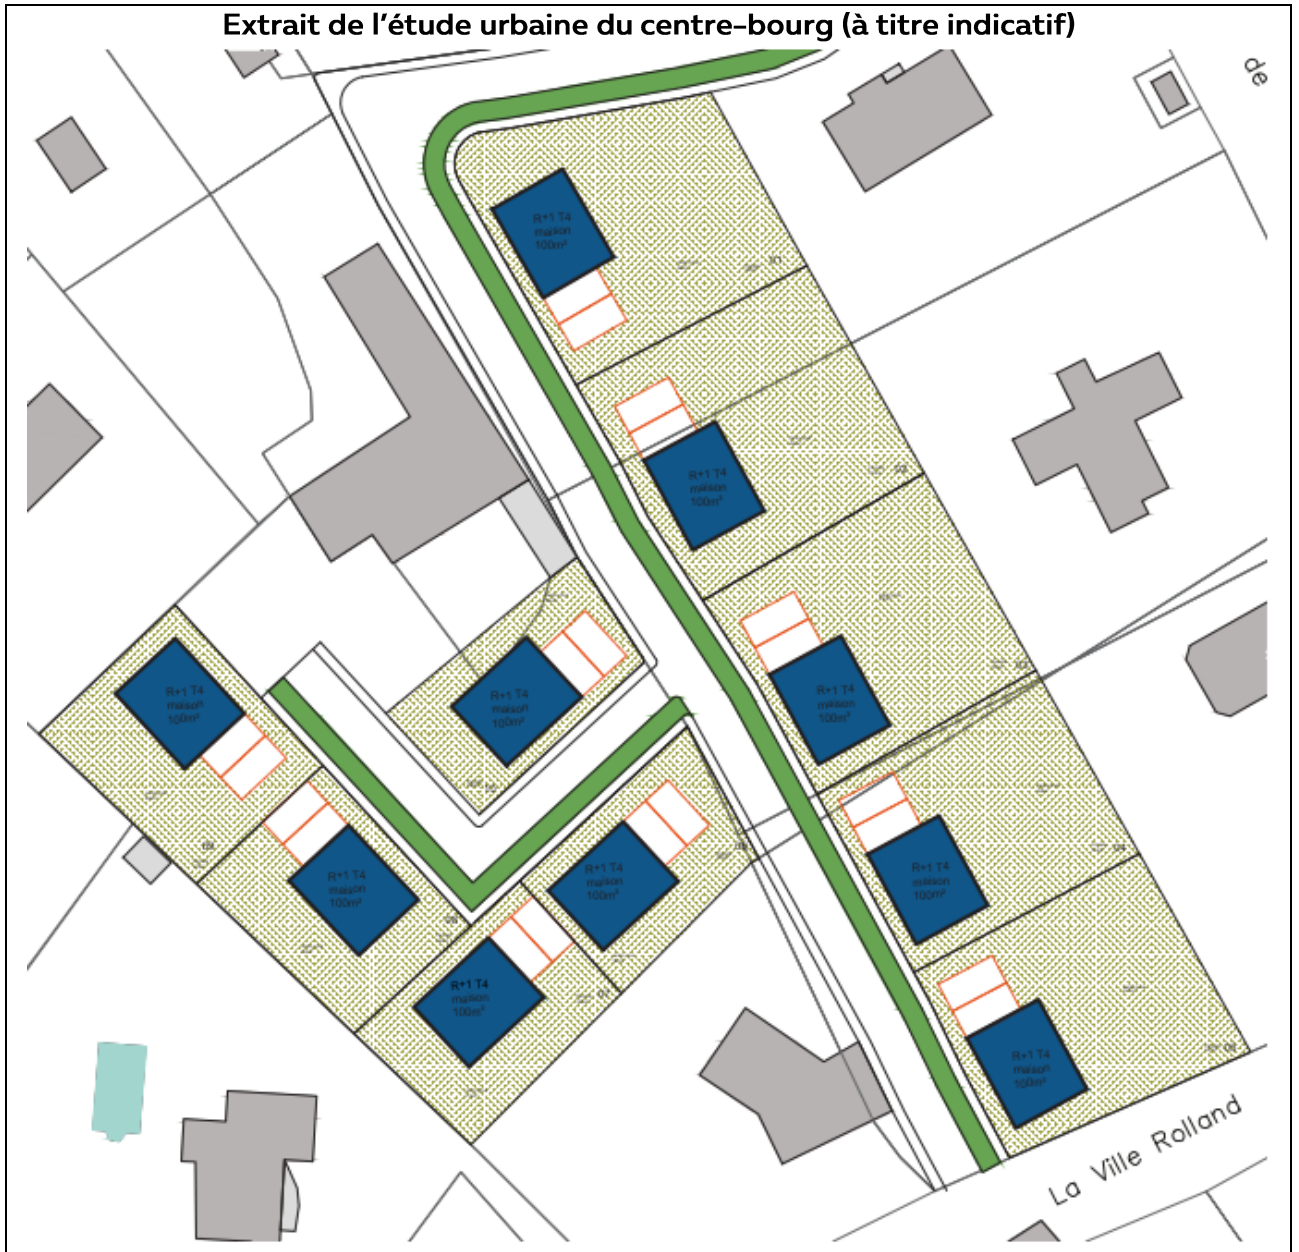 Extrait de l'étude urbaine du centre-bourg (à titre indicatif)
de
R+1 T4
maison
100m²
R+1 T4
maison
100m²
R+1 T4
maison
100m²
R+1 T4
maison
100m²
R+1 T4
maison
100m²
R+1 T4
maison
100m²
R+1 T4
maison
100m²
R+1 T4
maison
100m²
R+1 T4
maison
100m²
R+1 T4
maison
100m²
La Ville Rolland